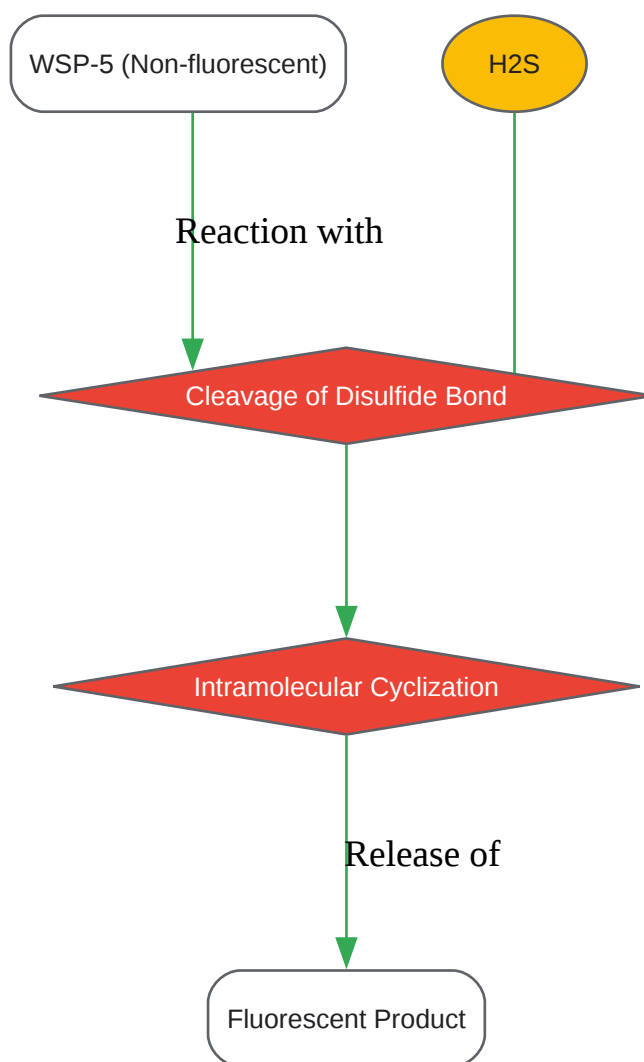 WSP-5 (Non-fluorescent)
H2S
Reaction with
Cleavage of Disulfide Bond
Intramolecular Cyclization
Release of
Fluorescent Product